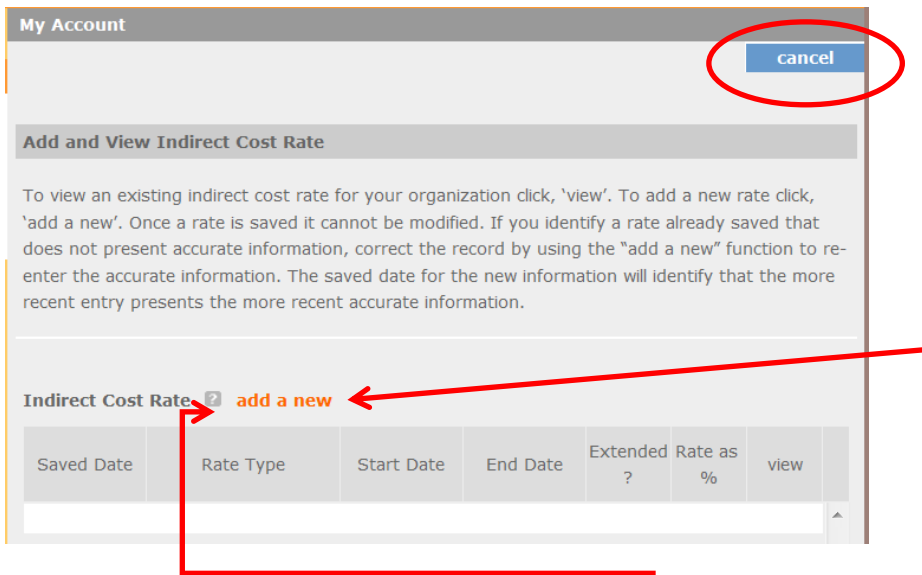 My Account
cancel
Add and View Indirect Cost Rate
To view an existing indirect cost rate for your organization click, ‘view’. To add a new rate click,
‘add a new’. Once a rate is saved it cannot be modified. If you identify a rate already saved that
does not present accurate information, correct the record by using the “add a new” function to re-
enter the accurate information. The saved date for the new information will identify that the more
recent entry presents the more recent accurate information.
Indirect Cost Rate ? add a new
Saved Date Rate Type Start Date End Date Extended ? Rate as % view